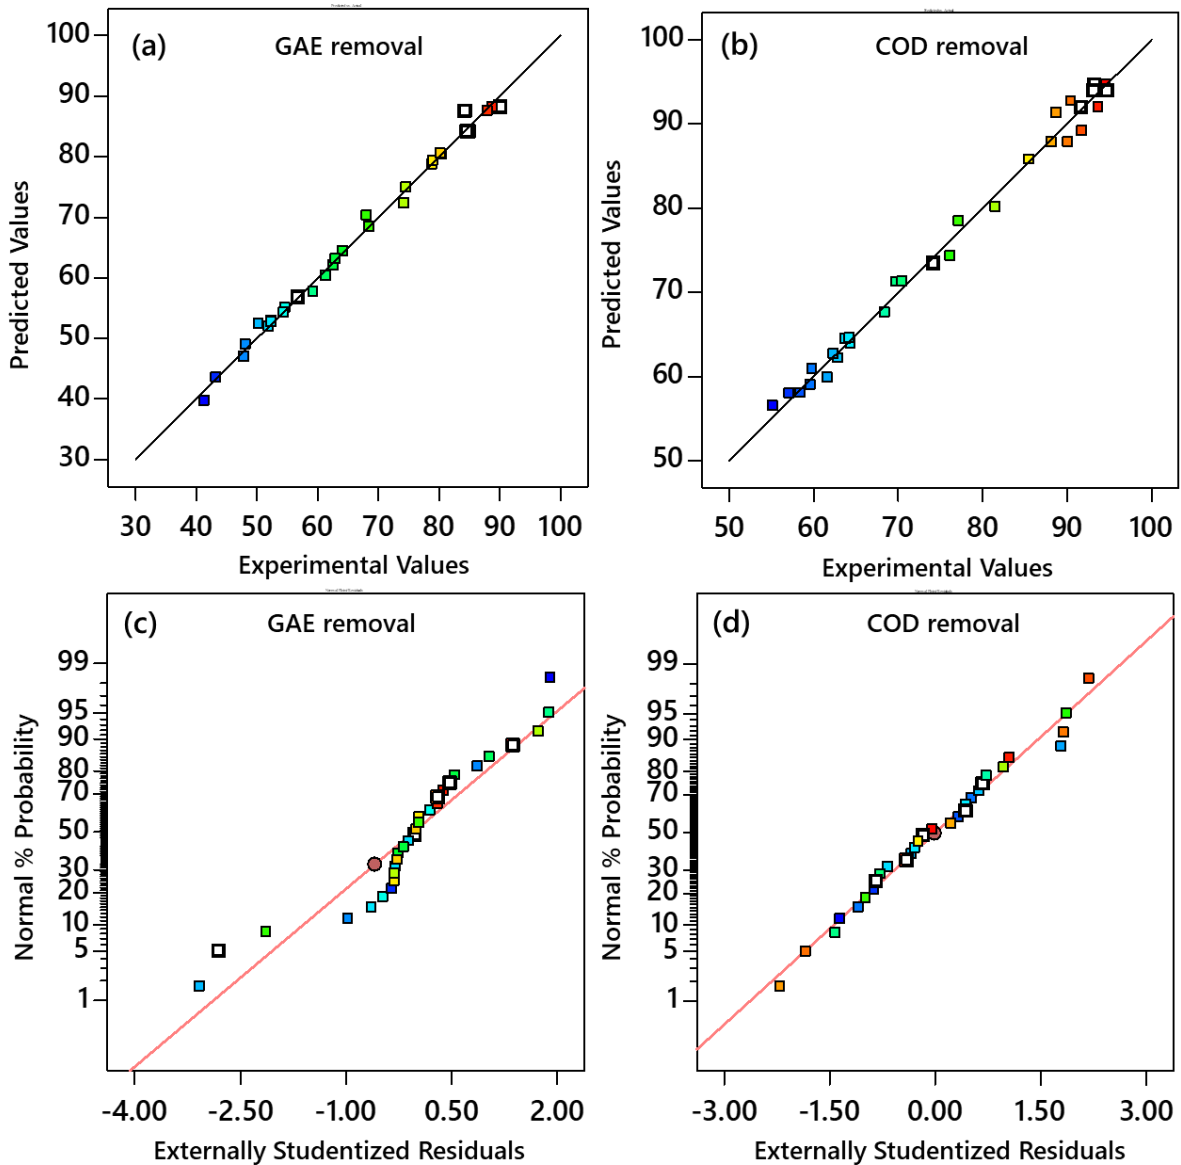 (a) GAE removal
100
90
80
70
60
50
40
30
Predicted Values
30 40 50 60 70 80 90 100
Experimental Values
(b) COD removal
100
90
80
70
60
50
Predicted Values
50 60 70 80 90 100
Experimental Values
(c) GAE removal
99
95
90
80
70
50
30
20
10
5
1
Normal % Probability
-4.00 -2.50 -1.00 0.50 2.00
Externally Studentized Residuals
(d) COD removal
99
95
90
80
70
50
30
20
10
5
1
Normal % Probability
-3.00 -1.50 0.00 1.50 3.00
Externally Studentized Residuals